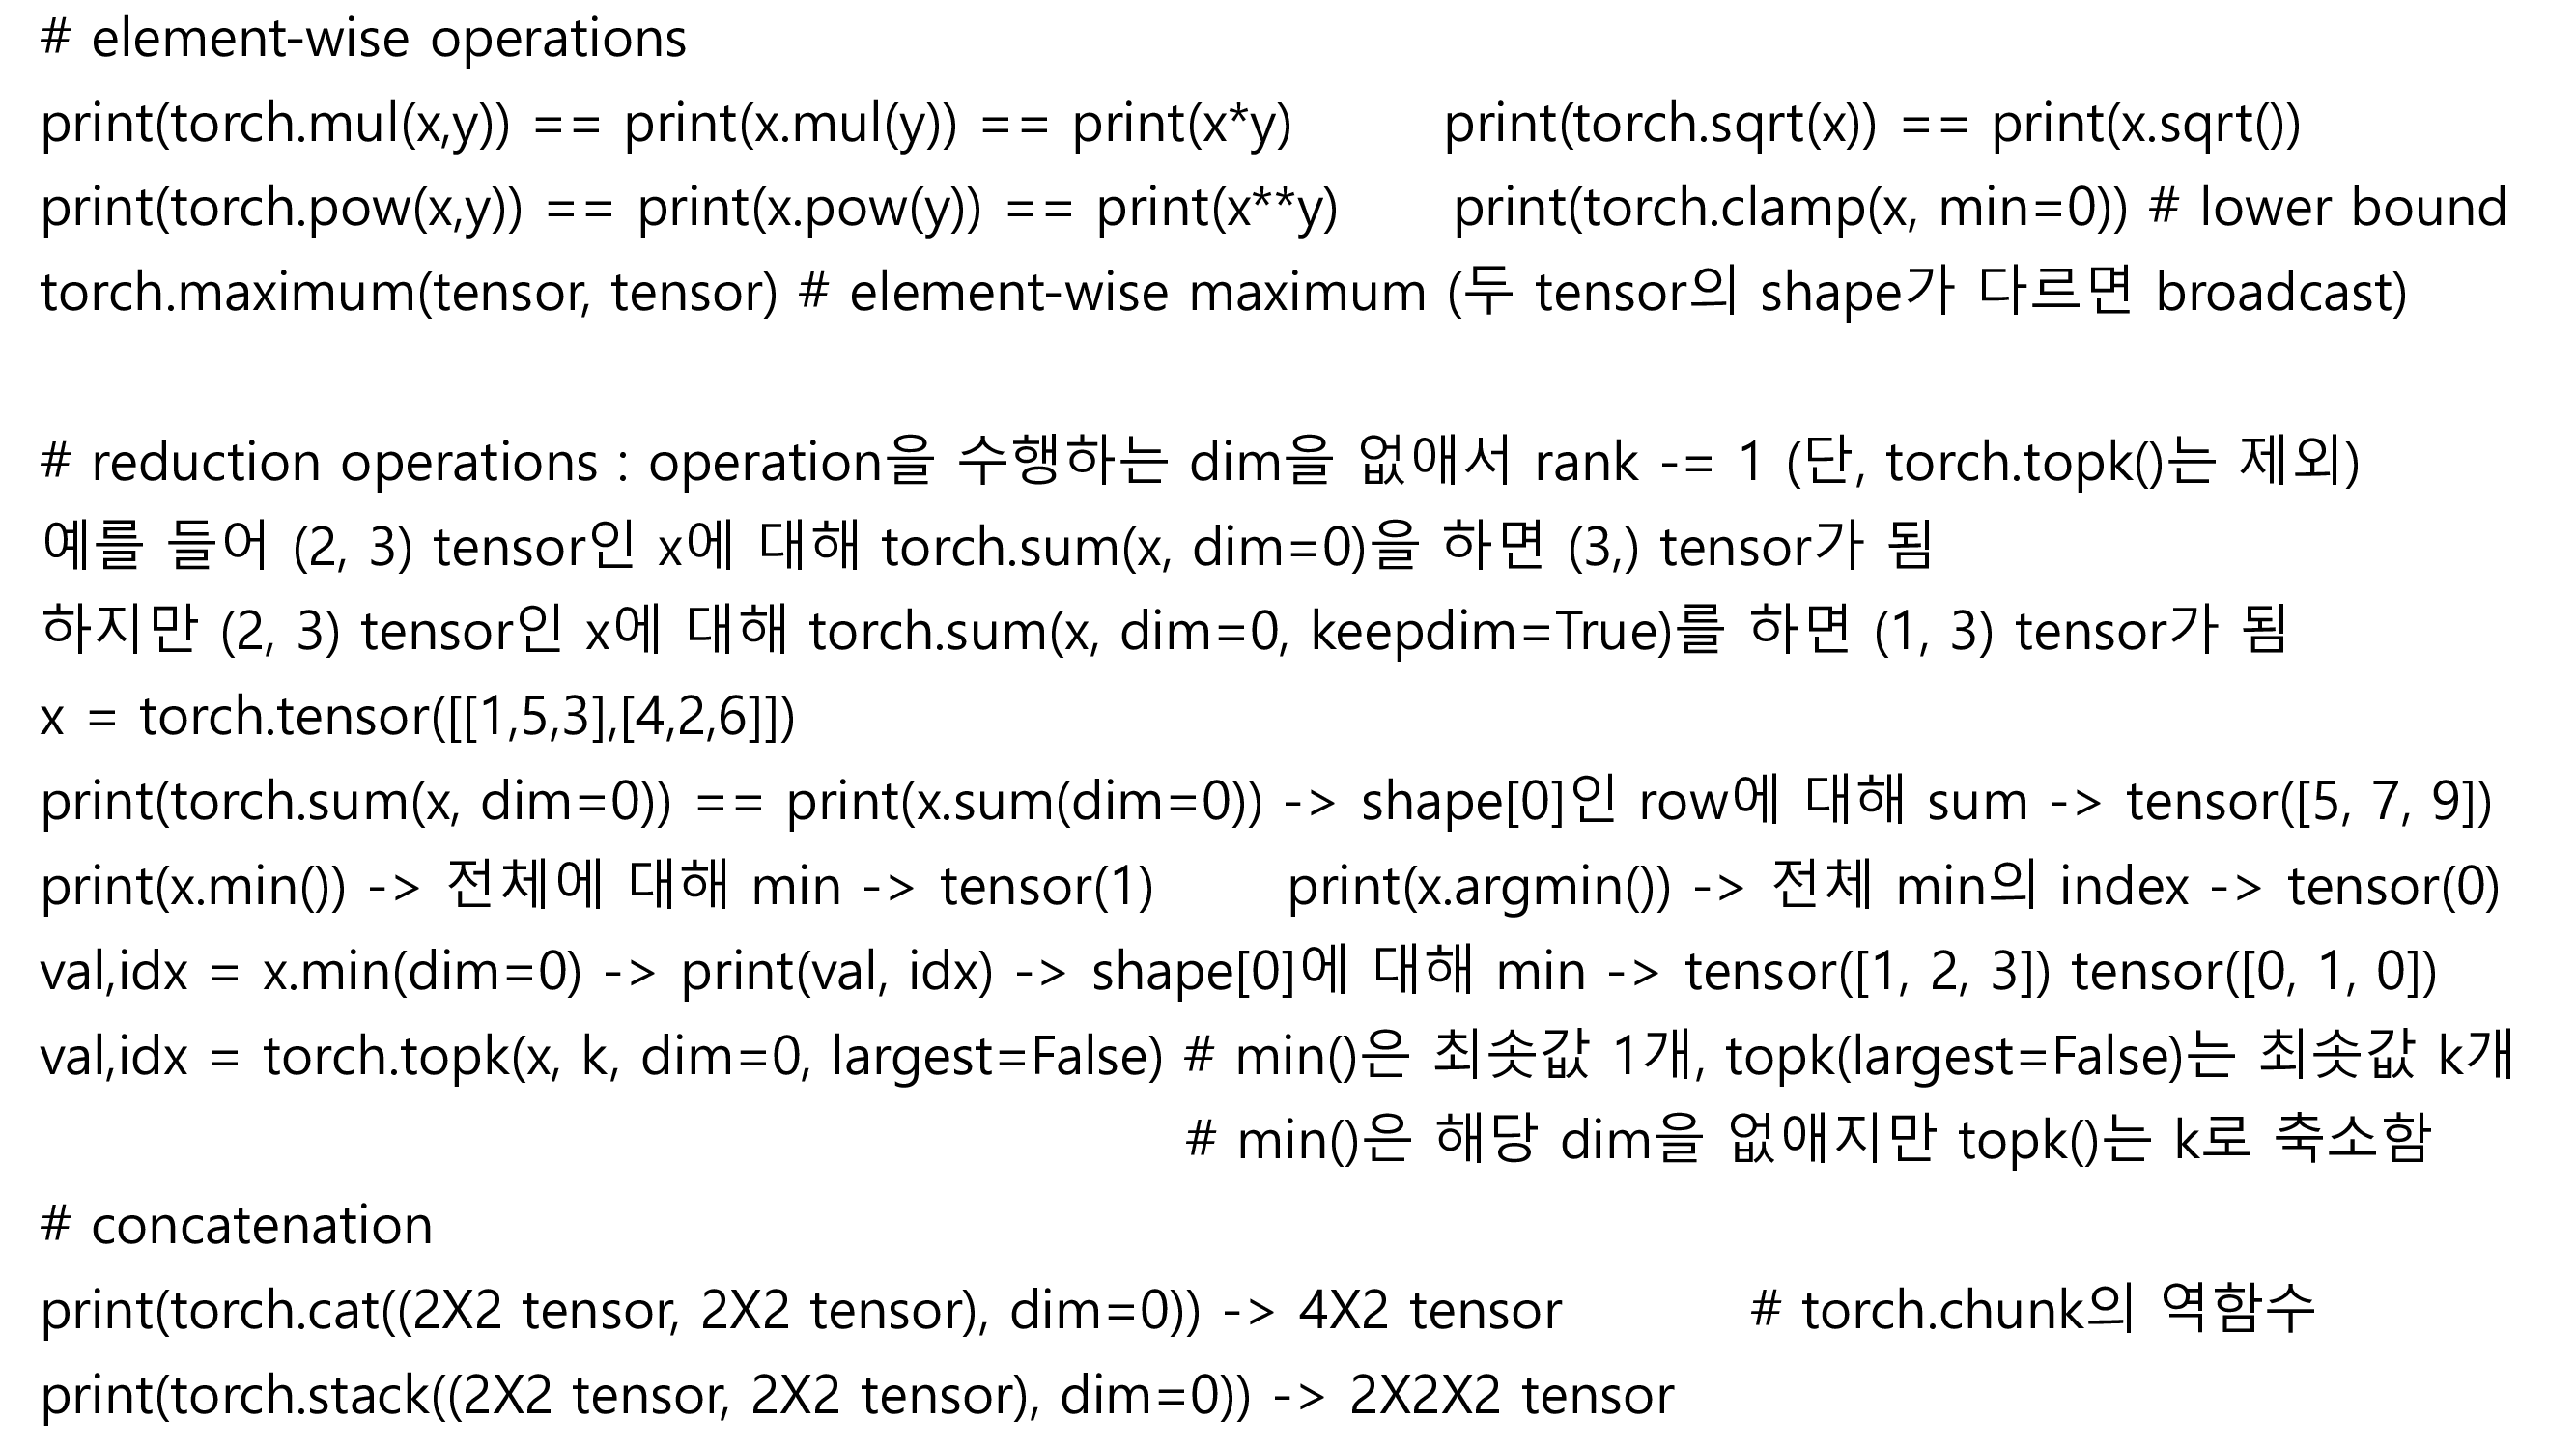 # element-wise operations
print(torch.mul(x,y)) == print(x.mul(y)) == print(x*y) print(torch.sqrt(x)) == print(x.sqrt())
print(torch.pow(x,y)) == print(x.pow(y)) == print(x**y) print(torch.clamp(x, min=0)) # lower bound
torch.maximum(tensor, tensor) # element-wise maximum (두 tensor의 shape가 다르면 broadcast)
# reduction operations : operation을 수행하는 dim을 없애서 rank -= 1 (단, torch.topk()는 제외)
예를 들어 (2, 3) tensor인 x에 대해 torch.sum(x, dim=0)을 하면 (3,) tensor가 됨
하지만 (2, 3) tensor인 x에 대해 torch.sum(x, dim=0, keepdim=True)를 하면 (1, 3) tensor가 됨
x = torch.tensor([[1,5,3],[4,2,6]])
print(torch.sum(x, dim=0)) == print(x.sum(dim=0)) -> shape[0]인 row에 대해 sum -> tensor([5, 7, 9])
print(x.min()) -> 전체에 대해 min -> tensor(1) print(x.argmin()) -> 전체 min의 index -> tensor(0)
val,idx = x.min(dim=0) -> print(val, idx) -> shape[0]에 대해 min -> tensor([1, 2, 3]) tensor([0, 1, 0])
val,idx = torch.topk(x, k, dim=0, largest=False) # min()은 최솟값 1개, topk(largest=False)는 최솟값 k개
# min()은 해당 dim을 없애지만 topk()는 k로 축소함
# concatenation
print(torch.cat((2X2 tensor, 2X2 tensor), dim=0)) -> 4X2 tensor # torch.chunk의 역함수
print(torch.stack((2X2 tensor, 2X2 tensor), dim=0)) -> 2X2X2 tensor